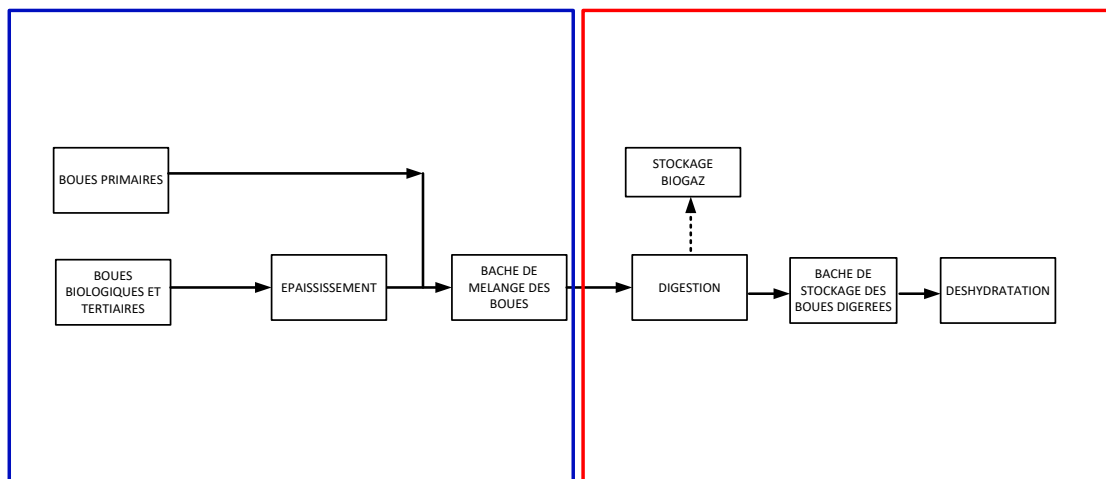 BOUES PRIMAIRES
BOUES
BIOLOGIQUES ET
TERTIAIRES
EPAISSISSEMENT
BACHE DE
MELANGE DES
BOUES
STOCKAGE
BIOGAZ
DIGESTION
BACHE DE
STOCKAGE DES
BOUES DIGEREES
DESHYDRATATION